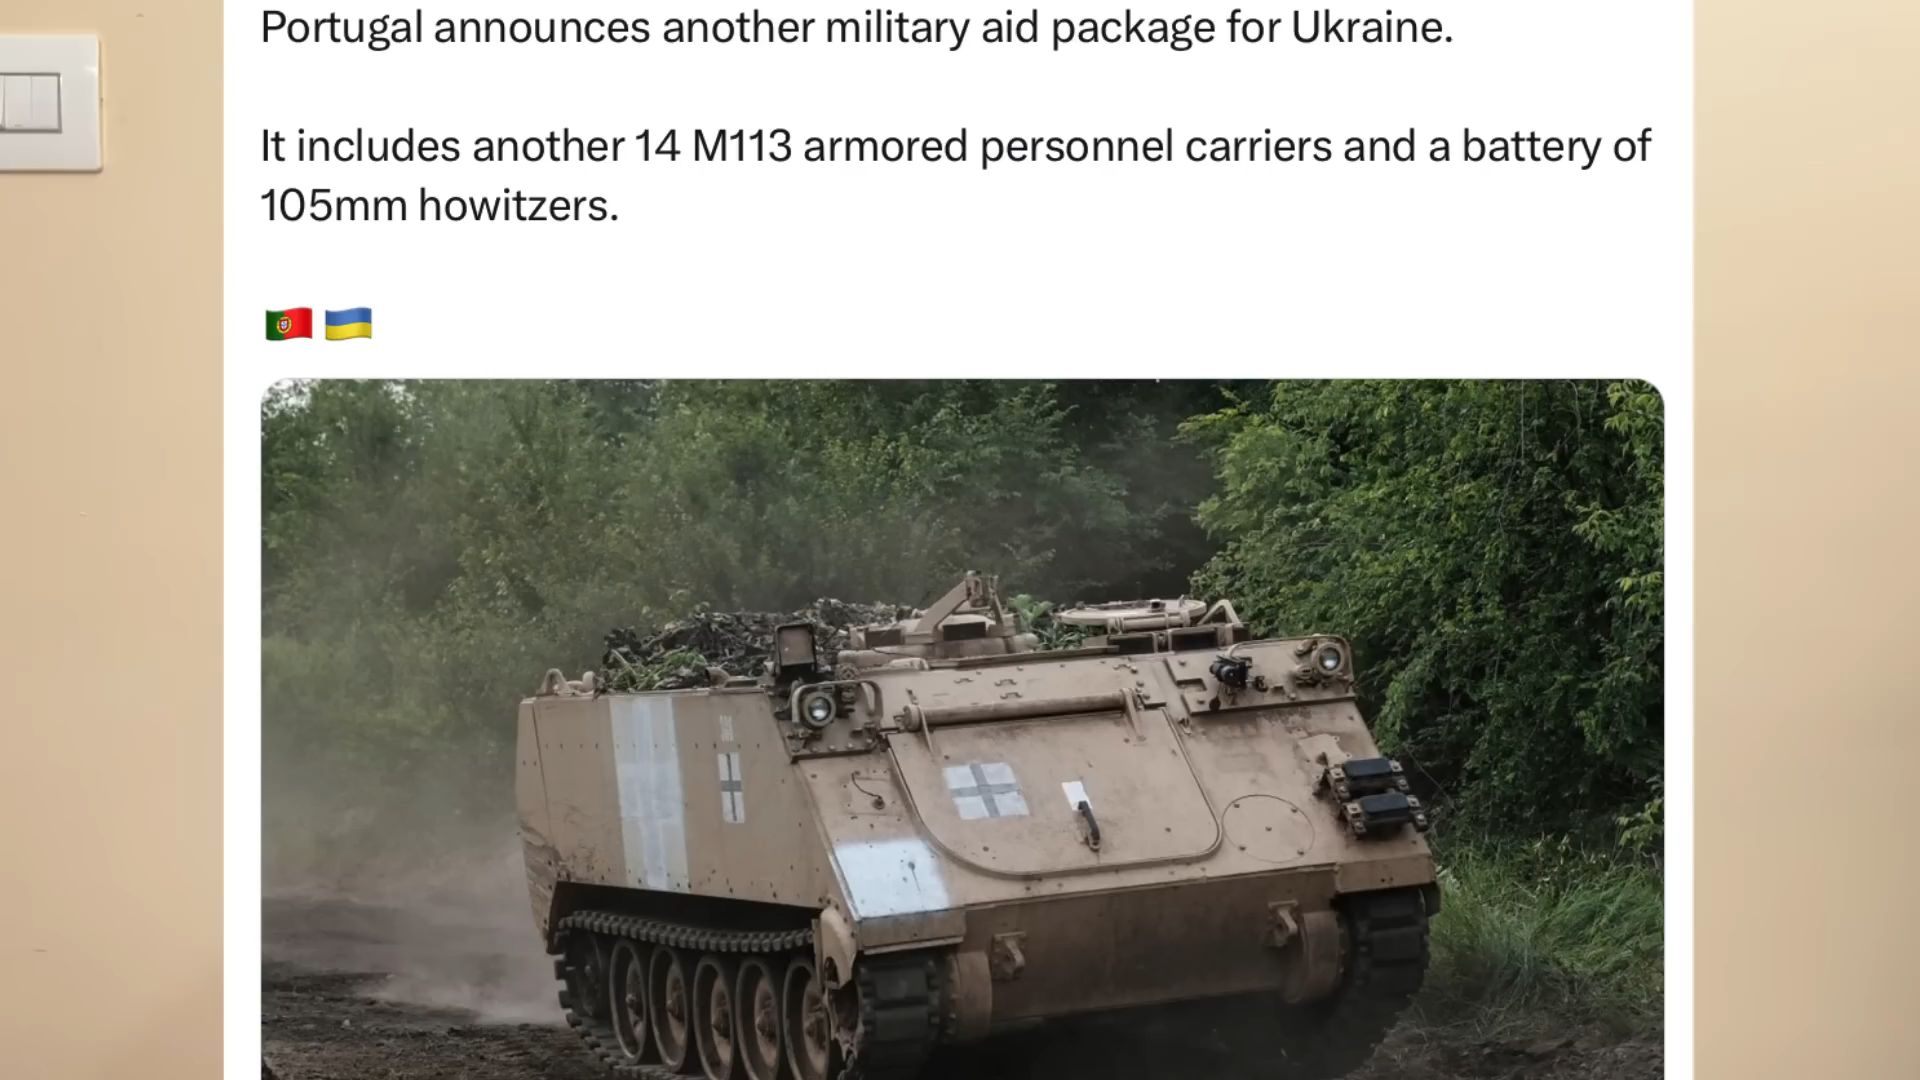 Portugal announces another military aid package for Ukraine.
It includes another 14 M113 armored personnel carriers and a battery of
105mm howitzers.